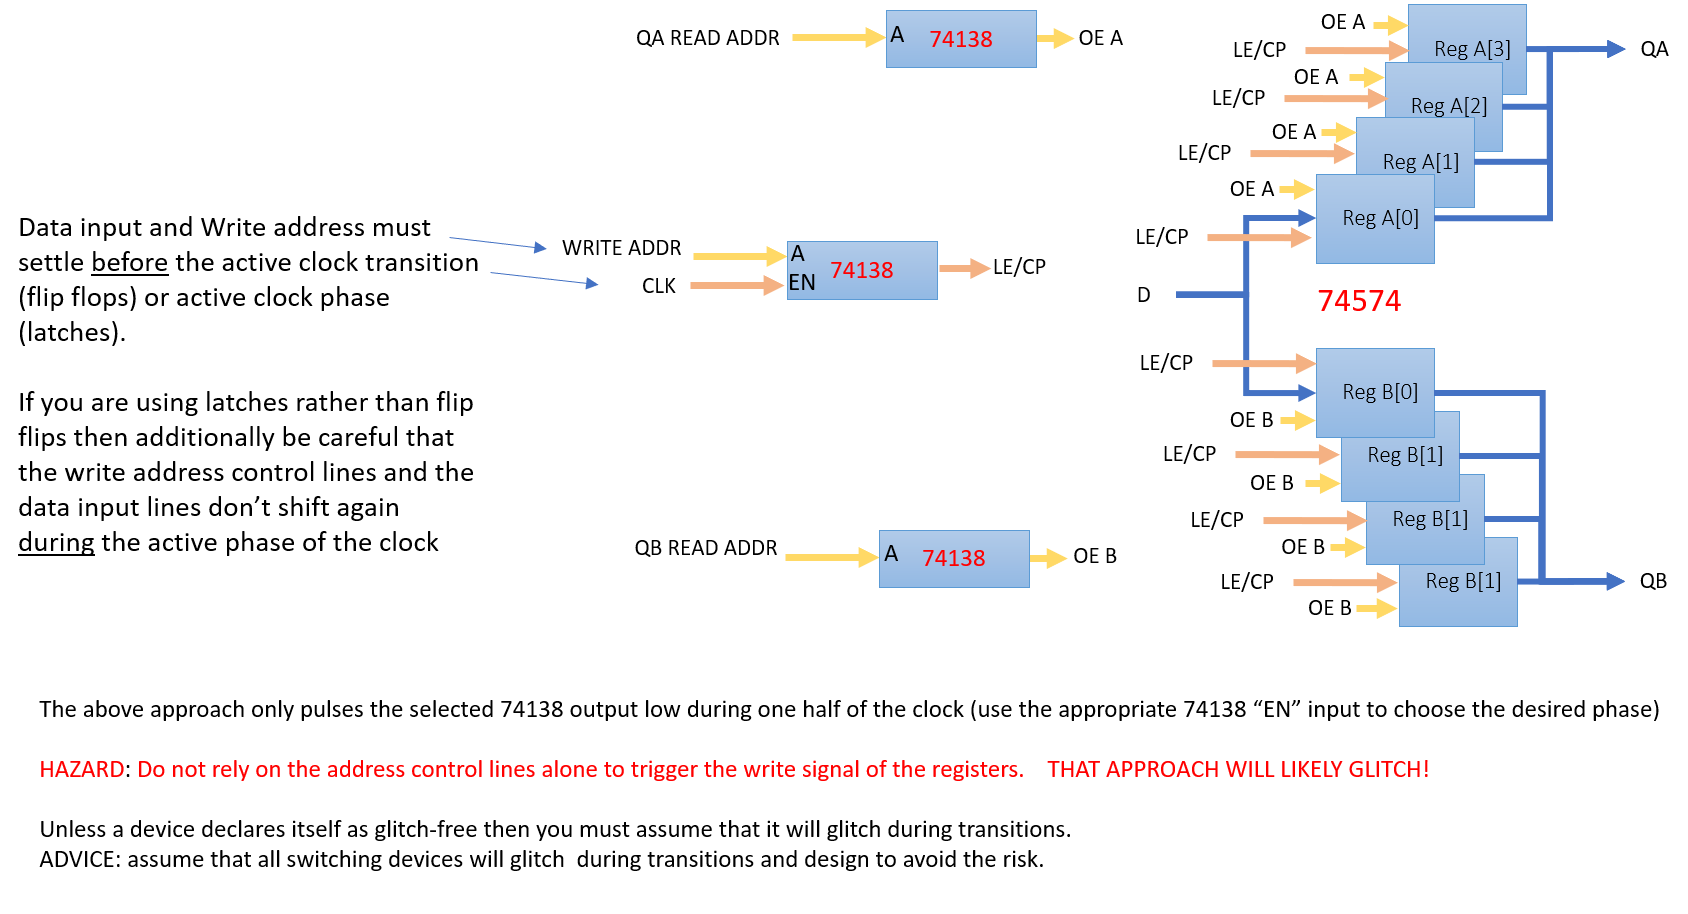 QA READ ADDR
A
74138
OE A
OE A
LE/CP
Reg A[3]
QA
OE A
LE/CP
Reg A[2]
OE A
LE/CP
Reg A[1]
OE A
Reg A[0]
LE/CP
Data input and Write address must
settle before the active clock transition
(flip flops) or active clock phase
(latches).
WRITE ADDR
CLK
A
EN
74138
LE/CP
D
74574
If you are using latches rather than flip
flips then additionally be careful that
the write address control lines and the
data input lines don’t shift again
during the active phase of the clock
LE/CP
Reg B[0]
OE B
LE/CP
Reg B[1]
OE B
LE/CP
Reg B[1]
OE B
LE/CP
Reg B[1]
OE B
QB
QB READ ADDR
A
74138
OE B
The above approach only pulses the selected 74138 output low during one half of the clock (use the appropriate 74138 “EN” input to choose the desired phase)
HAZARD: Do not rely on the address control lines alone to trigger the write signal of the registers. THAT APPROACH WILL LIKELY GLITCH!
Unless a device declares itself as glitch-free then you must assume that it will glitch during transitions.
ADVICE: assume that all switching devices will glitch during transitions and design to avoid the risk.